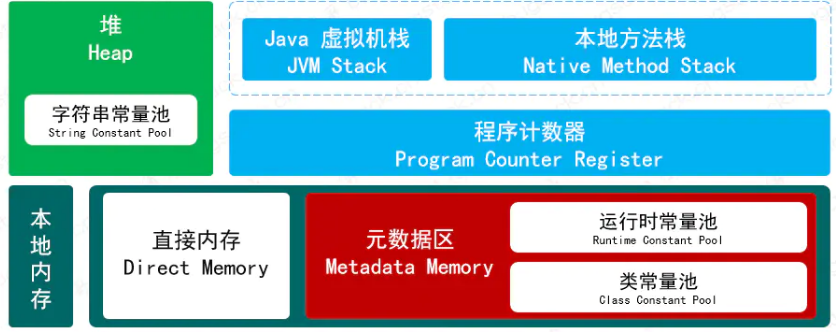 堆
Heap
字符串常量池
String Constant Pool
Java 虚拟机栈
JVM Stack
本地方法栈
Native Method Stack
程序计数器
Program Counter Register
本地内存
直接内存
Direct Memory
元数据区
Metadata Memory
运行时常量池
Runtime Constant Pool
类常量池
Class Constant Pool